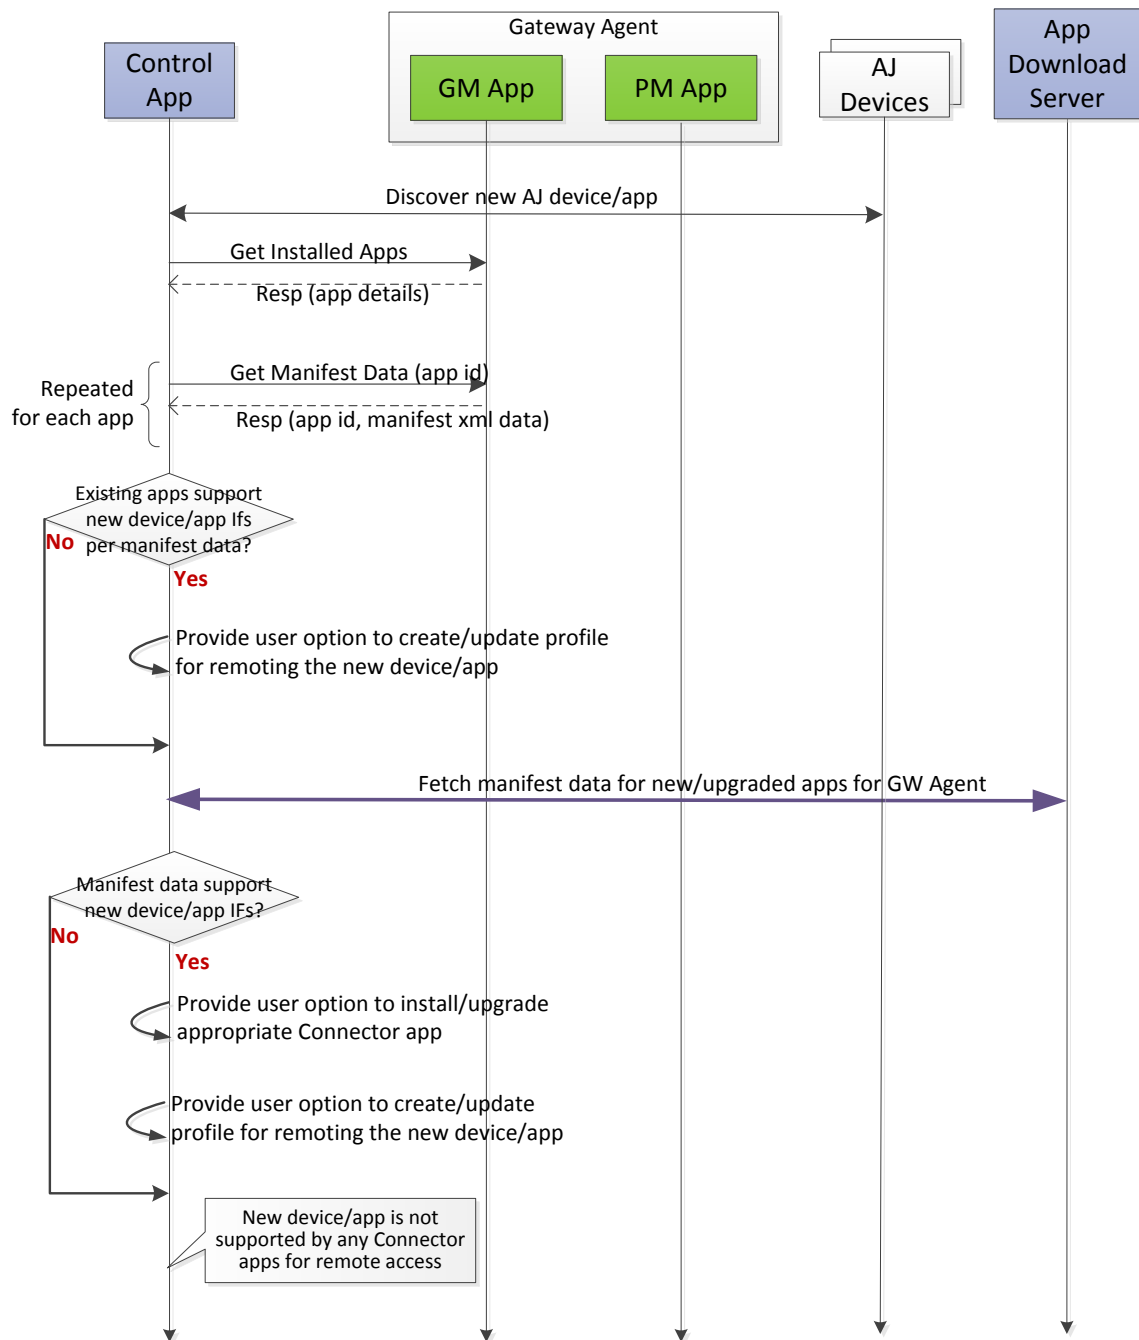 Gateway Agent
Control
App
GM App
PM App
AJ
Devices
App
Download
Server
Discover new AJ device/app
Get Installed Apps
Resp (app details)
Repeated
for each app
Get Manifest Data (app id)
Resp (app id, manifest xml data)
Existing apps support
new device/app Ifs
per manifest data?
No
Yes
Provide user option to create/update profile
for remoting the new device/app
Fetch manifest data for new/upgraded apps for GW Agent
Manifest data support
new device/app IFs?
No
Yes
Provide user option to install/upgrade
appropriate Connector app
Provide user option to create/update
profile for remoting the new device/app
New device/app is not
supported by any Connector
apps for remote access